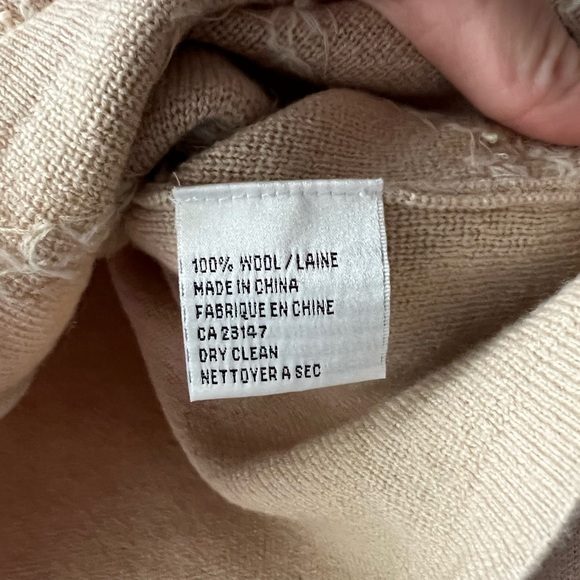 100% WOOL / LAINE
MADE IN CHINA
FABRIQUE EN CHINE
CA 23147
DRY CLEAN
NETTOYER A SEC